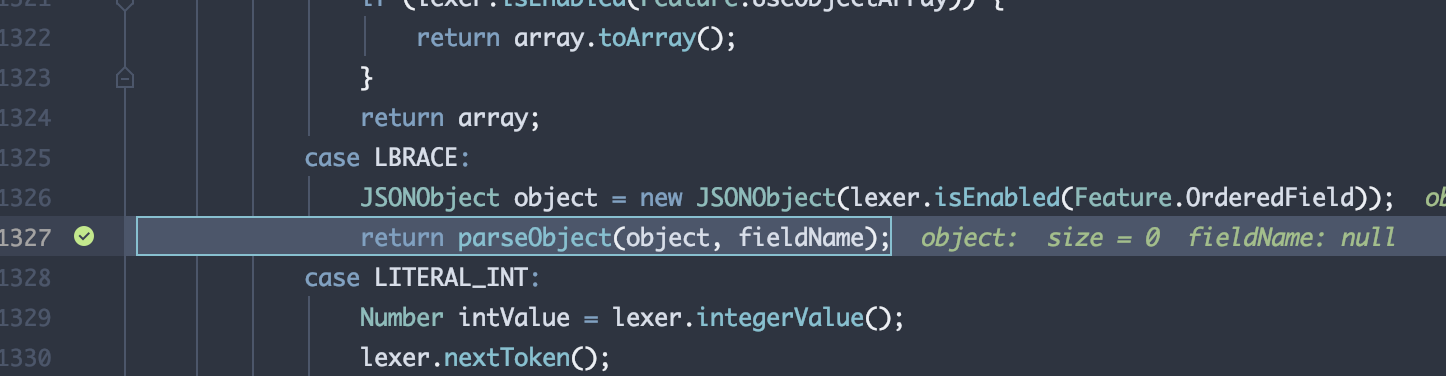 1321 if (lexer.isEnabled(Feature.UseObjectArray)) {
1322 return array.toArray();
1323 }
1324 return array;
1325 case LBRACE:
1326 JSONObject object = new JSONObject(lexer.isEnabled(Feature.OrderedField)); ob
1327 return parseObject(object, fieldName); object: size = 0 fieldName: null
1328 case LITERAL_INT:
1329 Number intValue = lexer.integerValue();
1330 lexer.nextToken();